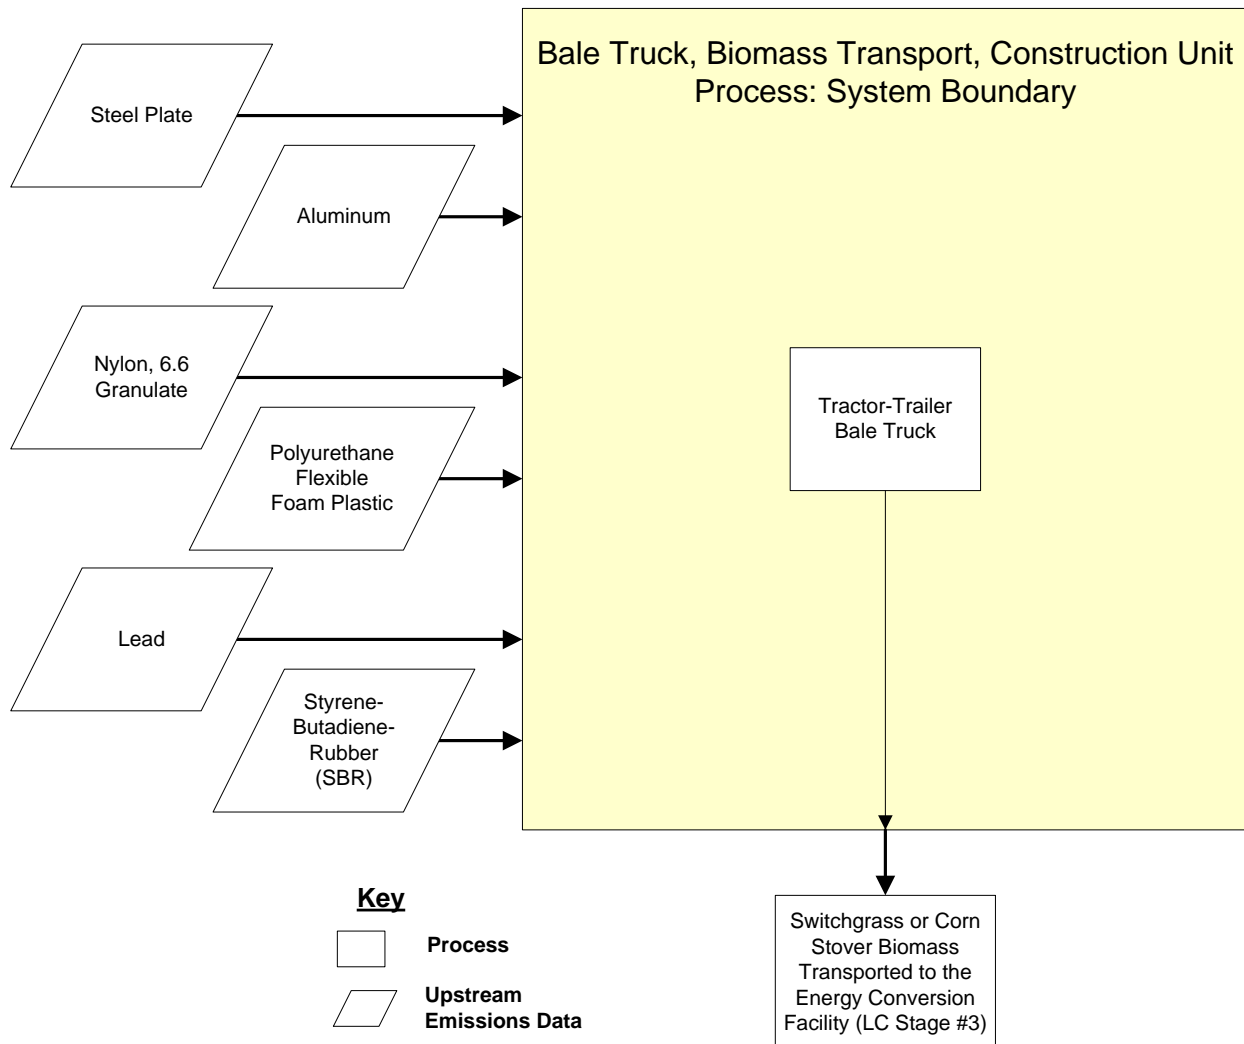 Bale Truck, Biomass Transport, Construction Unit
Process: System Boundary
Steel Plate
Aluminum
Nylon, 6.6
Granulate
Polyurethane
Flexible
Foam Plastic
Lead
Styrene-
Butadiene-
Rubber
(SBR)
Tractor-Trailer
Bale Truck
Key
Process
Upstream
Emissions Data
Switchgrass or Corn
Stover Biomass
Transported to the
Energy Conversion
Facility (LC Stage #3)